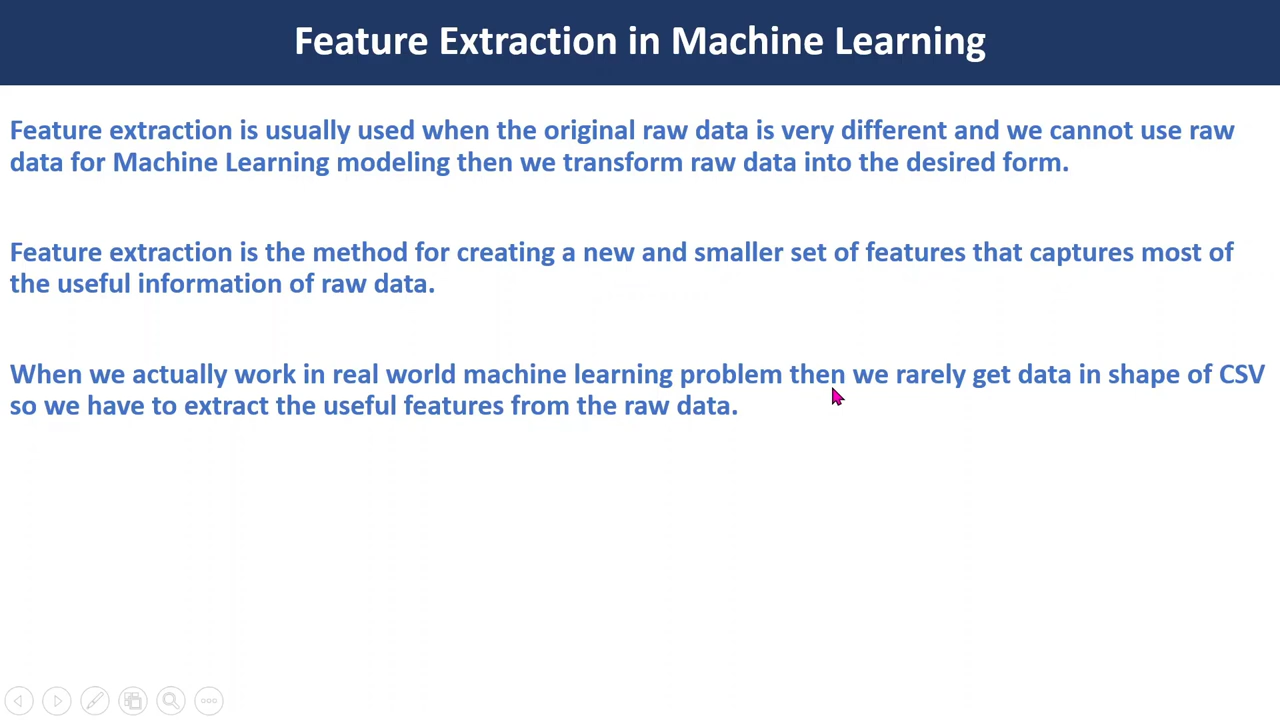 Feature Extraction in Machine Learning
Feature extraction is usually used when the original raw data is very different and we cannot use raw
data for Machine Learning modeling then we transform raw data into the desired form.
Feature extraction is the method for creating a new and smaller set of features that captures most of
the useful information of raw data.
When we actually work in real world machine learning problem then we rarely get data in shape of CSV
so we have to extract the useful features from the raw data.